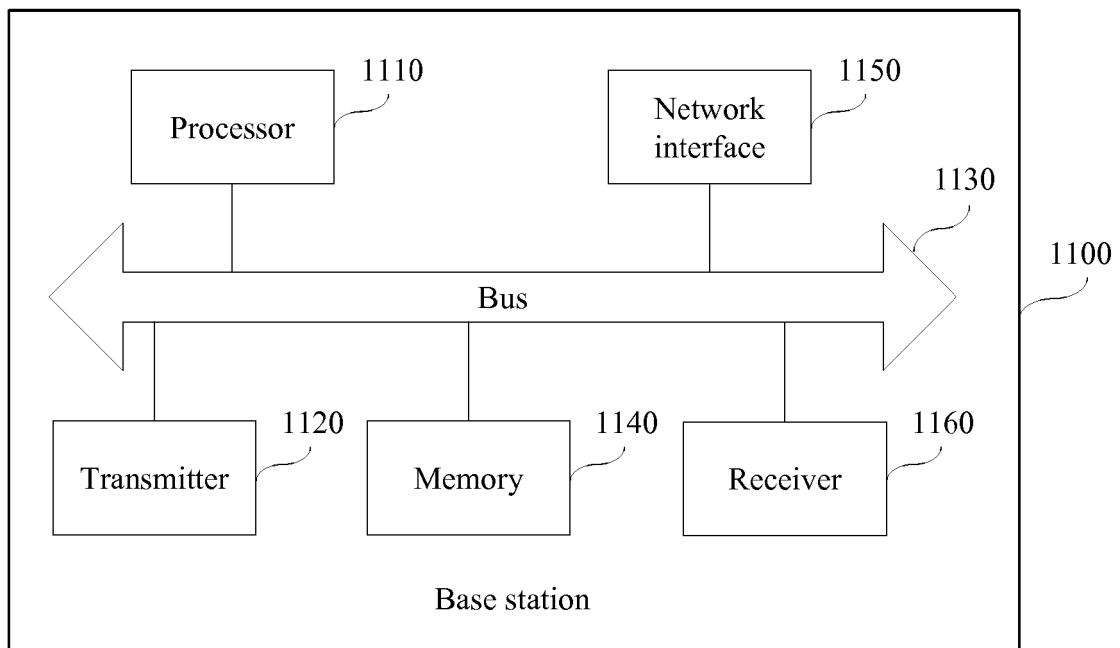 1110
Processor
1150
Network
interface
1130
1100
Bus
1120
Transmitter
1140
Memory
1160
Receiver
Base station